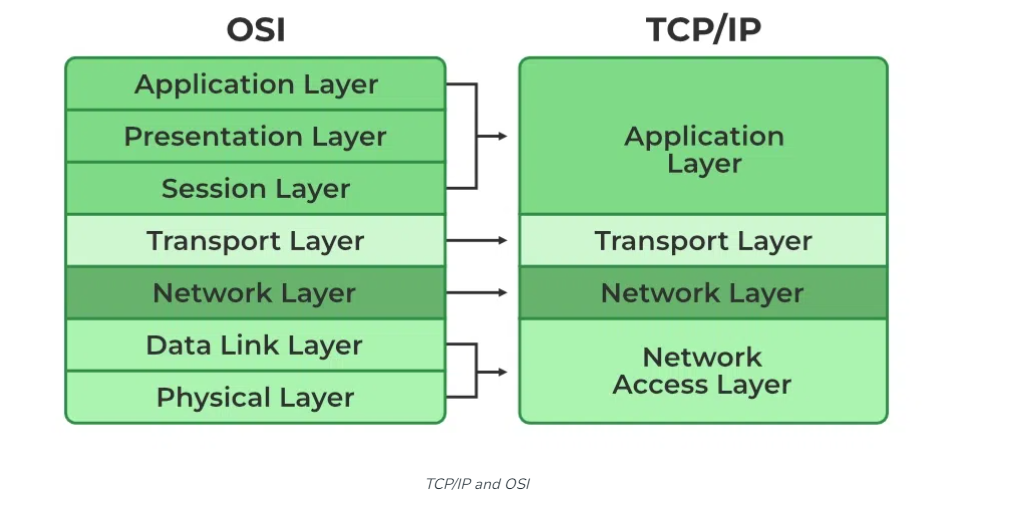 OSI
TCP/IP
Application Layer
Presentation Layer
Session Layer
Transport Layer
Network Layer
Data Link Layer
Physical Layer
Application
Layer
Transport Layer
Network Layer
Network
Access Layer
TCP/IP and OSI